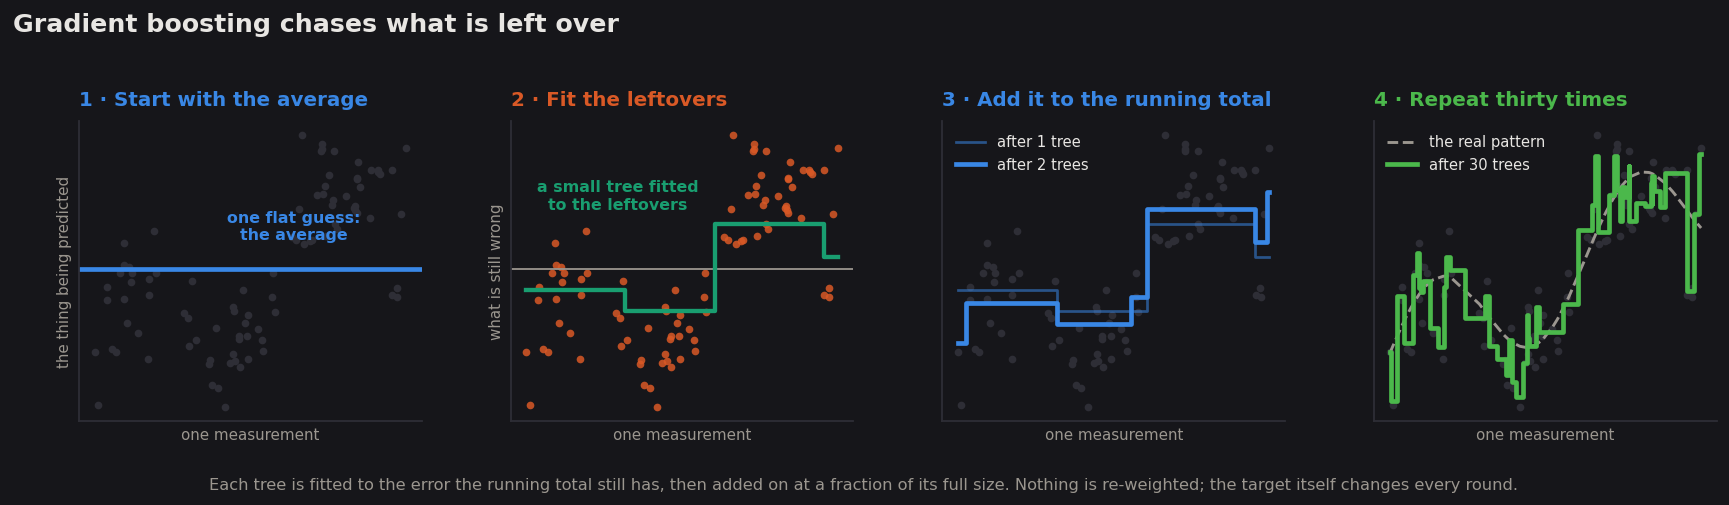 Gradient boosting chases what is left over
1 · Start with the average
the thing being predicted
one flat guess:
the average
one measurement
2 · Fit the leftovers
what is still wrong
a small tree fitted
to the leftovers
one measurement
3 · Add it to the running total
after 1 tree
after 2 trees
one measurement
4 · Repeat thirty times
the real pattern
after 30 trees
one measurement
Each tree is fitted to the error the running total still has, then added on at a fraction of its full size. Nothing is re-weighted; the target itself changes every round.